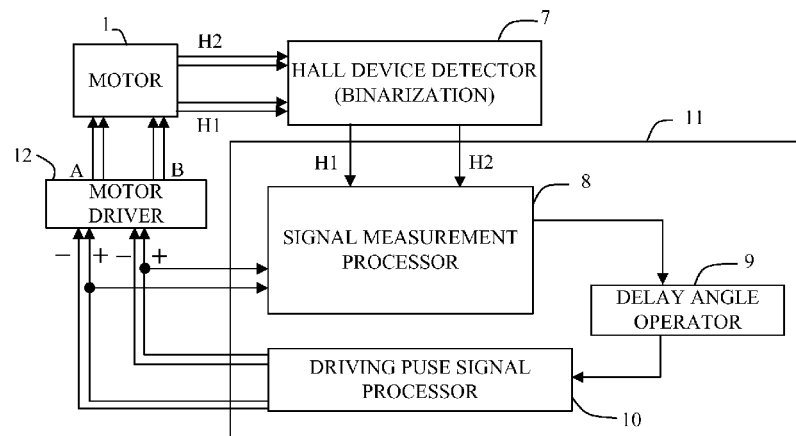 1
7
H2
MOTOR
HALL DEVICE DETECTOR
(BINARIZATION)
H1
11
12
A
B
H1
H2
8
MOTOR
DRIVER
SIGNAL MEASUREMENT
PROCESSOR
− + − +
9
DELAY ANGLE
OPERATOR
DRIVING PUSE SIGNAL
PROCESSOR
10